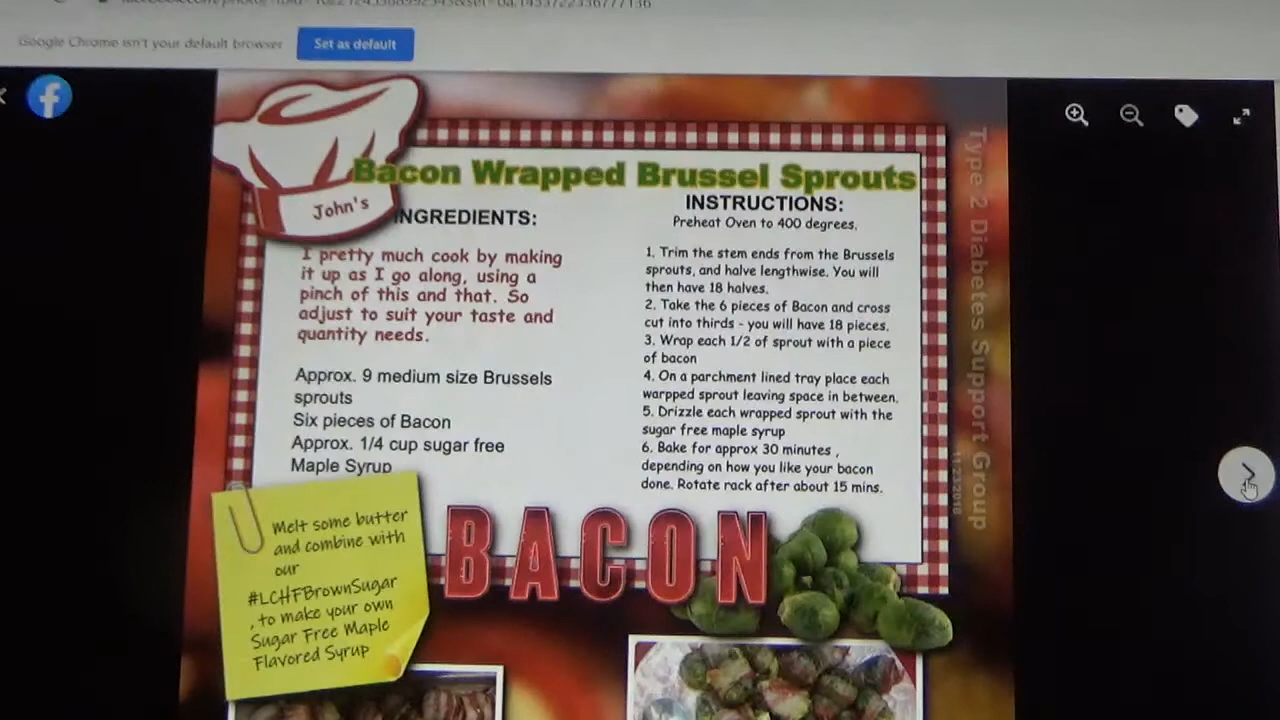 Google Chrome isn't your default browser
Set as default
John's
Bacon Wrapped Brussel Sprouts
INGREDIENTS:
I pretty much cook by making
it up as I go along, using a
pinch of this and that. So
adjust to suit your taste and
quantity needs.
Approx. 9 medium size Brussels
sprouts
Six pieces of Bacon
Approx. 1/4 cup sugar free
Maple Syrup
INSTRUCTIONS:
Preheat Oven to 400 degrees.
1. Trim the stem ends from the Brussels
sprouts, and halve lengthwise. You will
then have 18 halves.
2. Take the 6 pieces of Bacon and cross
cut into thirds - you will have 18 pieces.
3. Wrap each 1/2 of sprout with a piece
of bacon
4. On a parchment lined tray place each
warpped sprout leaving space in between.
5. Drizzle each wrapped sprout with the
sugar free maple syrup
6. Bake for approx 30 minutes ,
depending on how you like your bacon
done. Rotate rack after about 15 mins.
Type 2 Diabetes Support Group
Melt some butter
and combine with
our
#LCHFBrownSugar
, to make your own
Sugar Free Maple
Flavored Syrup
BACON